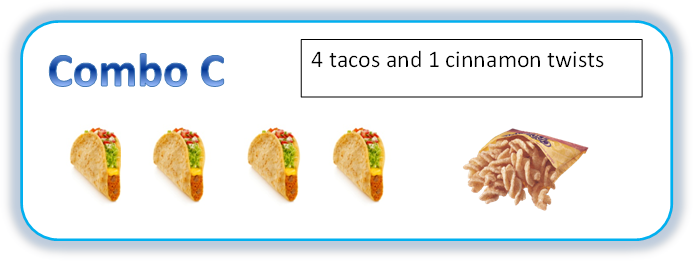 Combo C
4 tacos and 1 cinnamon twists